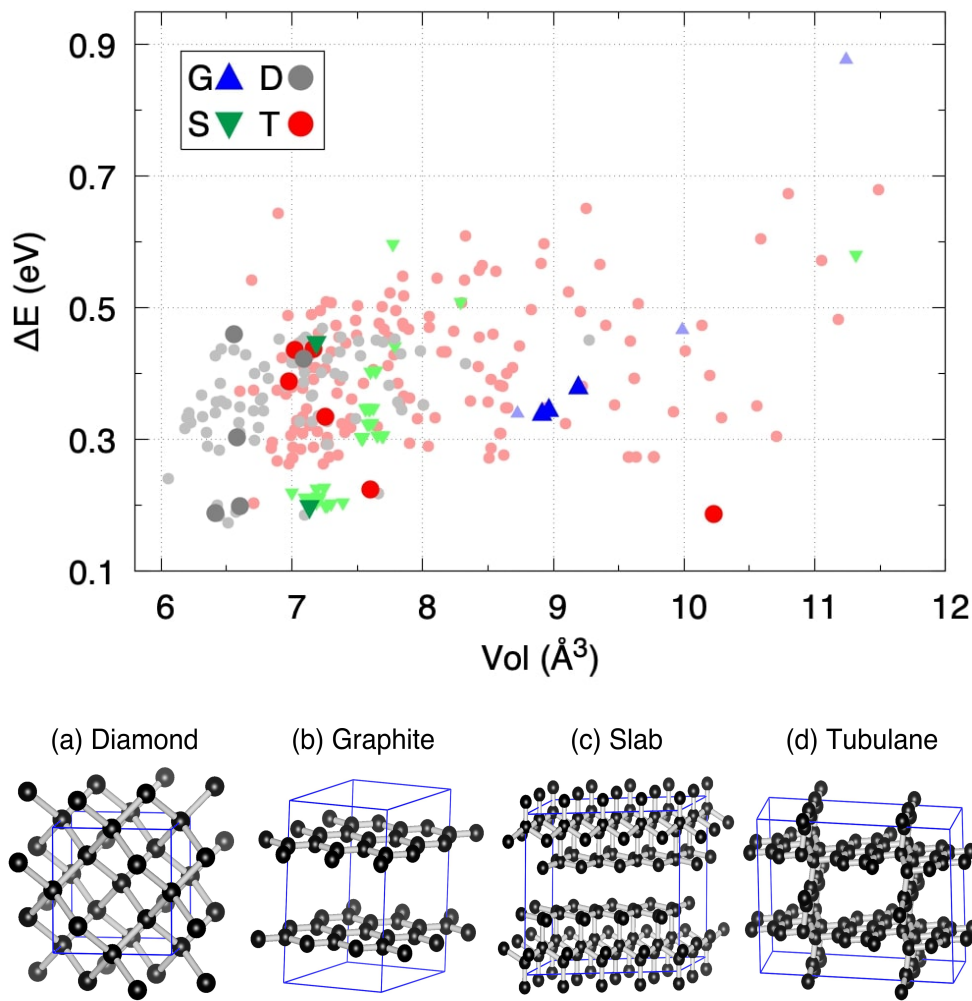 0.9
0.7
0.5
0.3
0.1
ΔE (eV)
G D
S T
6 7 8 9 10 11 12
Vol (Å³)
(a) Diamond (b) Graphite (c) Slab (d) Tubulane